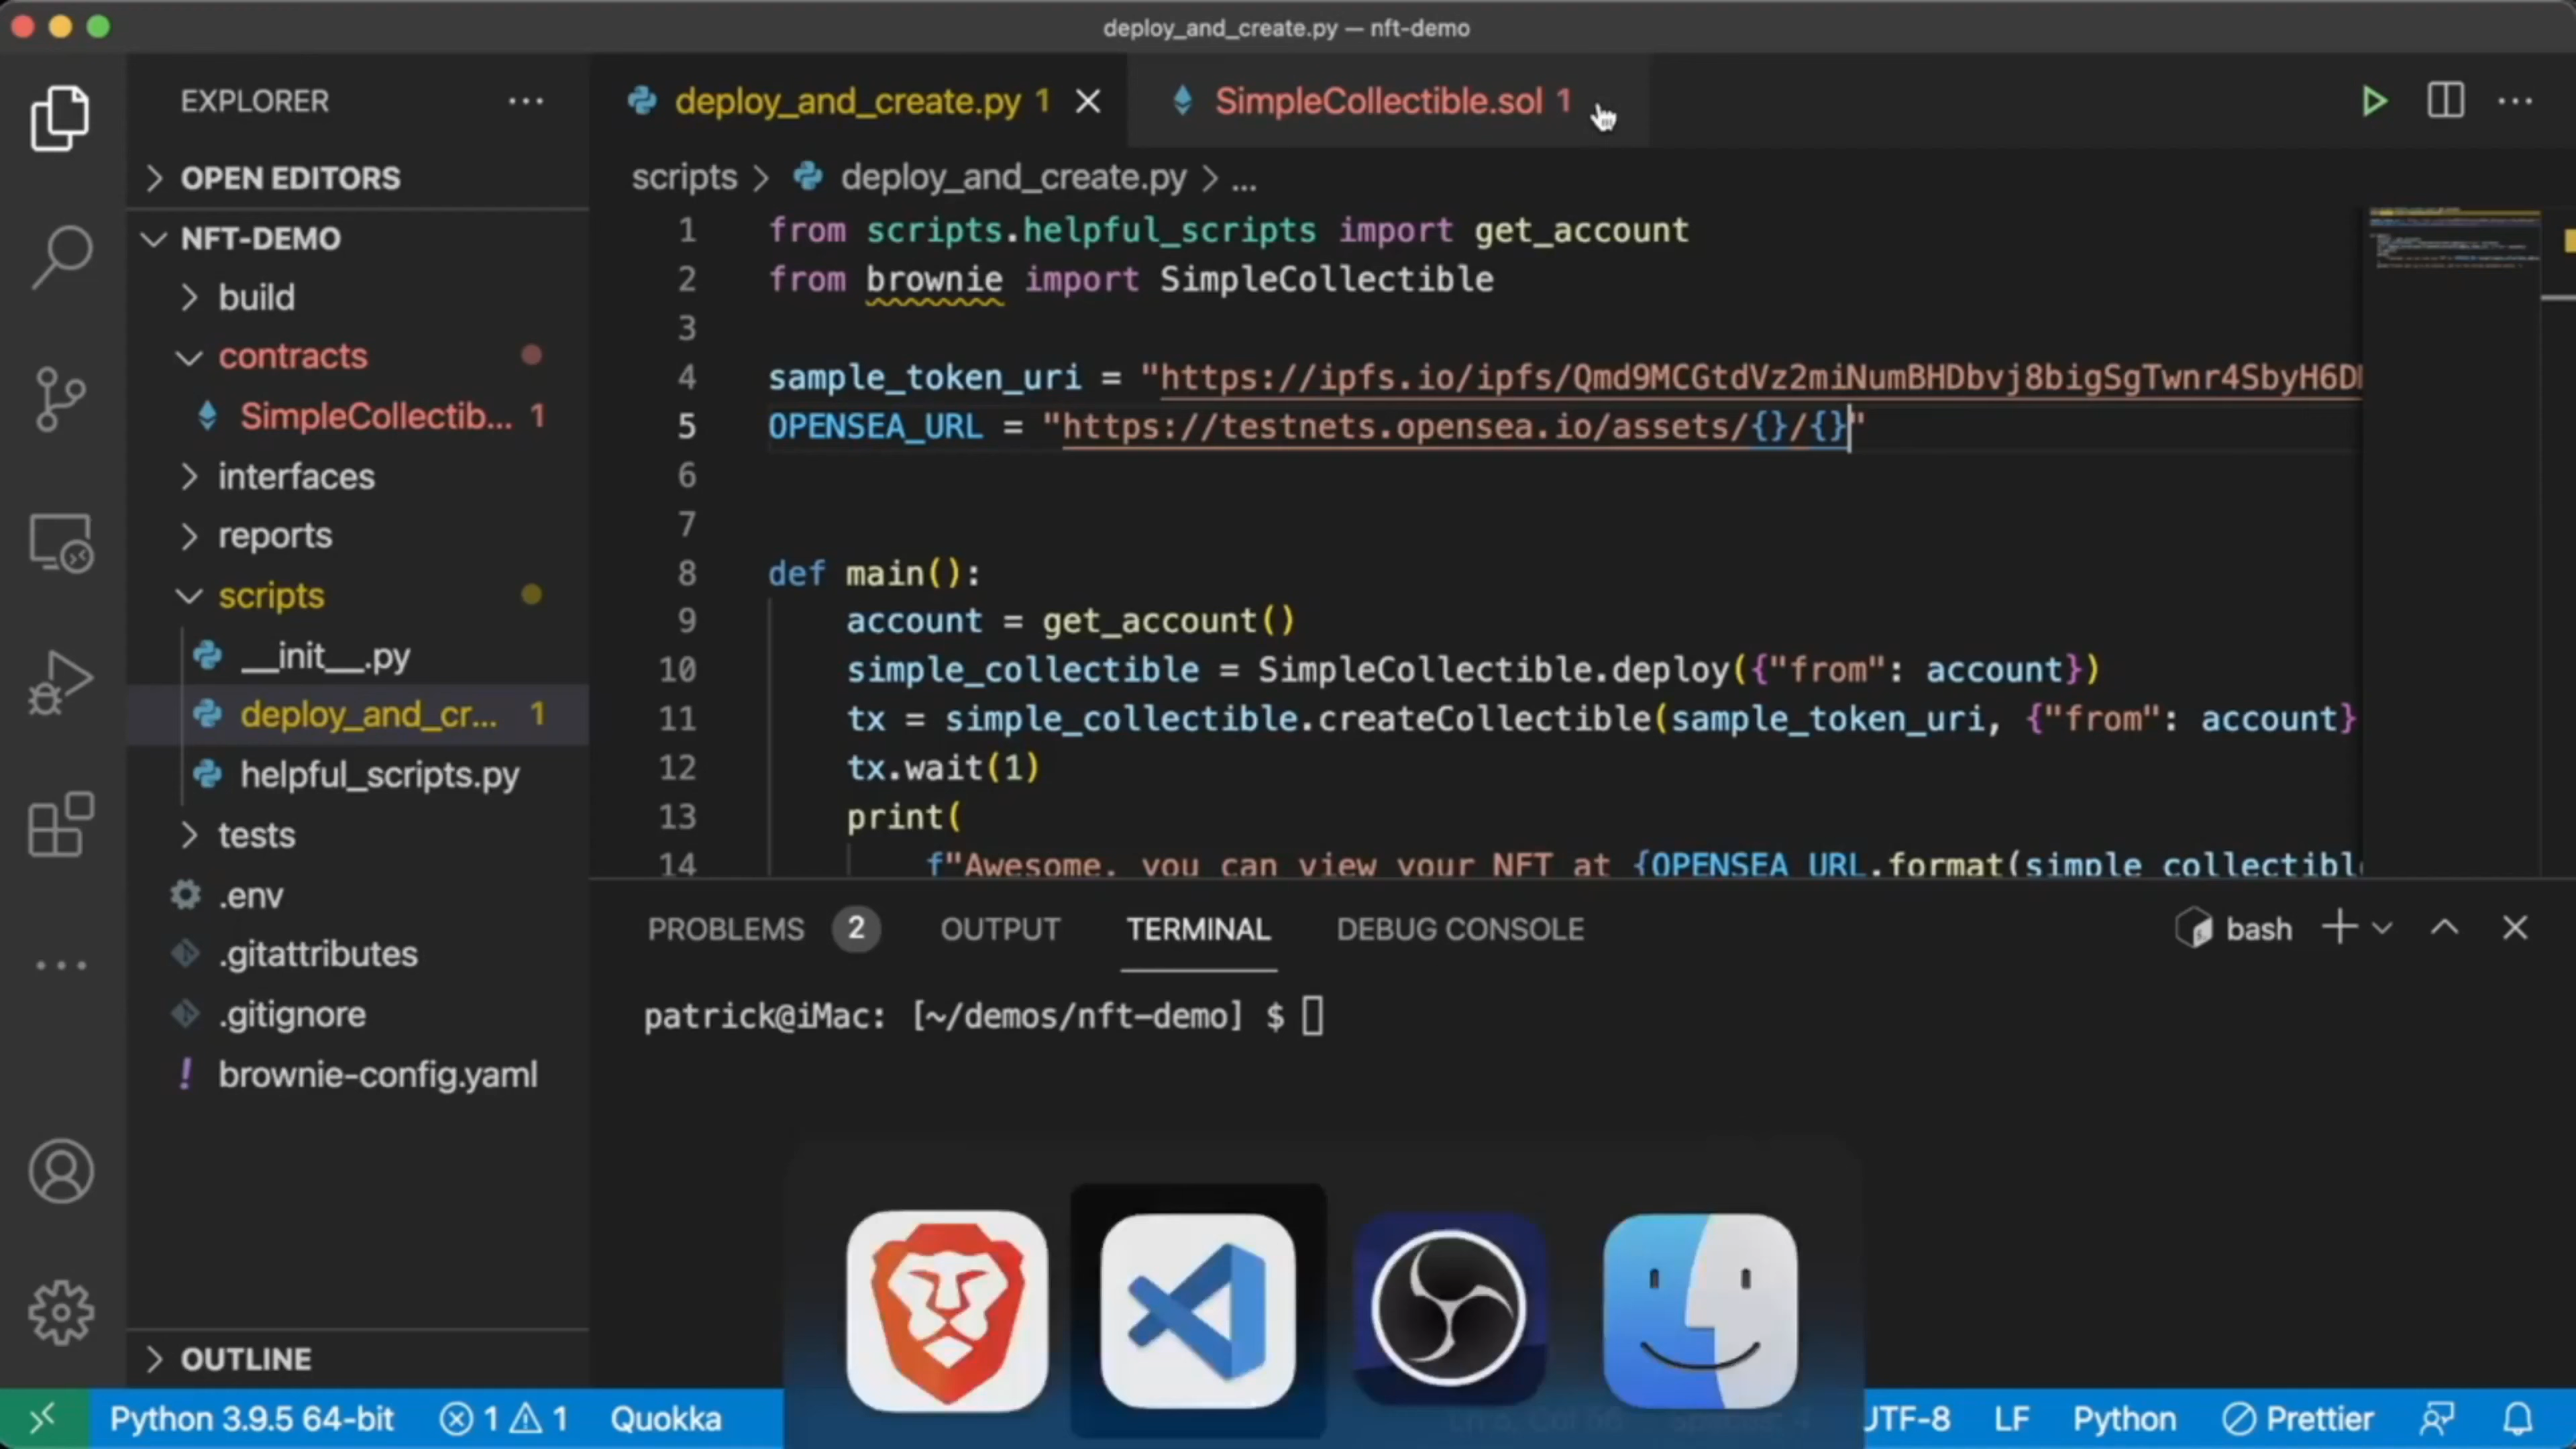 deploy_and_create.py — nft-demo
EXPLORER
deploy_and_create.py 1
SimpleCollectible.sol 1
OPEN EDITORS
scripts > deploy_and_create.py > ...
NFT-DEMO
build
contracts
SimpleCollectib... 1
interfaces
reports
scripts
__init__.py
deploy_and_cr... 1
helpful_scripts.py
tests
.env
.gitattributes
.gitignore
brownie-config.yaml
OUTLINE
1 from scripts.helpful_scripts import get_account
2 from brownie import SimpleCollectible
3
4 sample_token_uri = "https://ipfs.io/ipfs/Qmd9MCGtdVz2miNumBHDbvj8bigSgTwnr4SbyH6D
5 OPENSEA_URL = "https://testnets.opensea.io/assets/{}/{}"
6
7
8 def main():
9 account = get_account()
10 simple_collectible = SimpleCollectible.deploy({"from": account})
11 tx = simple_collectible.createCollectible(sample_token_uri, {"from": account}
12 tx.wait(1)
13 print(
14 f"Awesome, you can view your NFT at {OPENSEA_URL.format(simple_collectibl
PROBLEMS 2 OUTPUT TERMINAL DEBUG CONSOLE
bash
patrick@iMac: [~/demos/nft-demo] $
Python 3.9.5 64-bit 1 1 Quokka UTF-8 LF Python Prettier